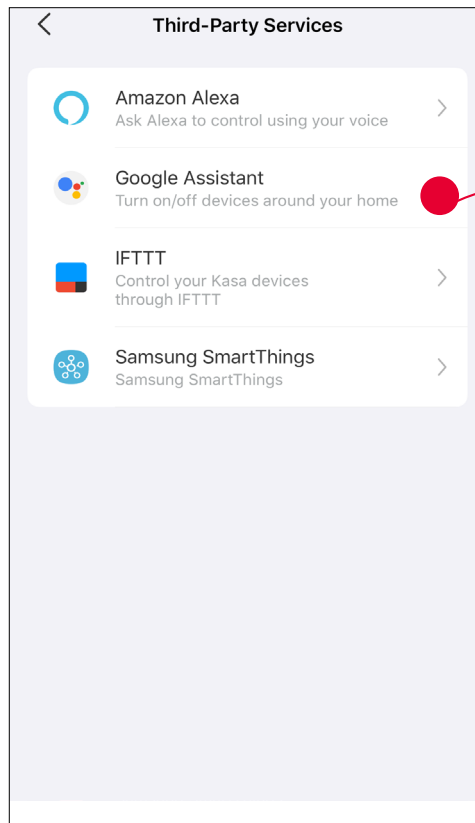 Third-Party Services
Amazon Alexa
Ask Alexa to control using your voice
Google Assistant
Turn on/off devices around your home
IFTTT
Control your Kasa devices
through IFTTT
Samsung SmartThings
Samsung SmartThings